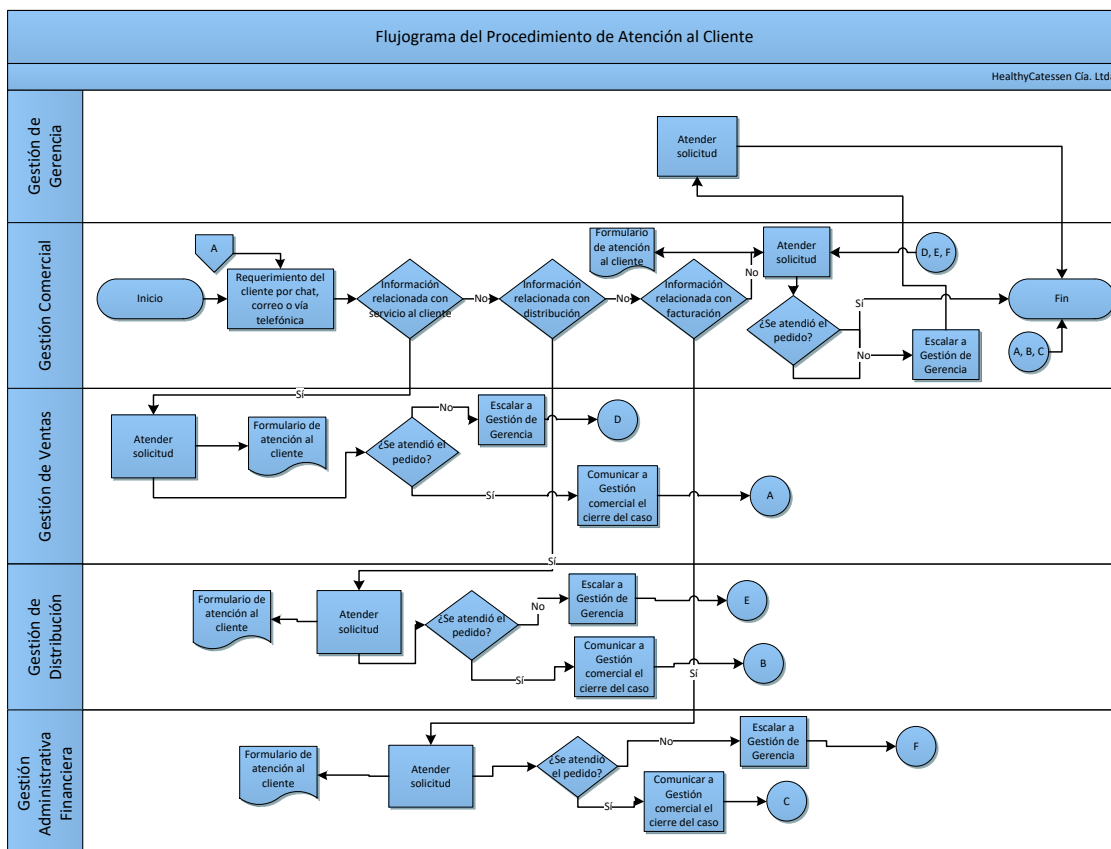 Flujograma del Procedimiento de Atención al Cliente
HealthyCatessen Cía. Ltda
Gestión de
Gerencia
Atender
solicitud
Gestión Comercial
A
Inicio
Requerimiento del
cliente por chat,
correo o vía
telefónica
Información
relacionada con
servicio al cliente
No
Información
relacionada con
distribución
No
Información
relacionada con
facturación
No
Formulario
de atención al
cliente
Atender
solicitud
D, E, F
¿Se atendió el
pedido?
Sí
No
Escalar a
Gestión de
Gerencia
Fin
A, B, C
Gestión de Ventas
Sí
Atender
solicitud
Formulario de
atención al
cliente
¿Se atendió el
pedido?
No
Escalar a
Gestión de
Gerencia
D
Sí
Comunicar a
Gestión
comercial el
cierre del caso
A
Sí
Gestión de
Distribución
Formulario de
atención al
cliente
Atender
solicitud
¿Se atendió el
pedido?
No
Escalar a
Gestión de
Gerencia
E
Sí
Comunicar a
Gestión
comercial el
cierre del caso
B
Sí
Gestión
Administrativa
Financiera
Formulario de
atención al
cliente
Atender
solicitud
¿Se atendió
el pedido?
No
Escalar a
Gestión de
Gerencia
F
Sí
Comunicar a
Gestión
comercial el
cierre del caso
C